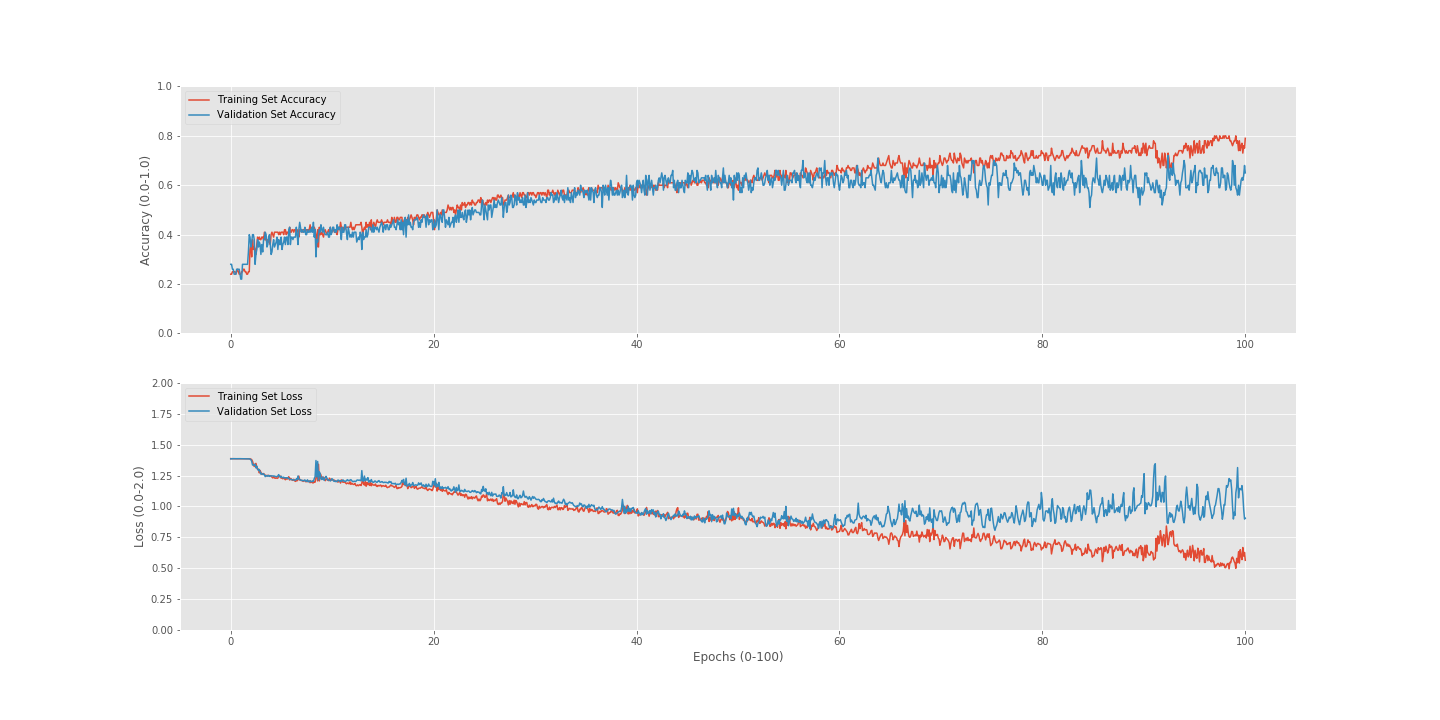 1.0
Training Set Accuracy
Validation Set Accuracy
0.8
0.6
0.4
0.2
0.0
Accuracy (0.0-1.0)
0 20 40 60 80 100
2.00
Training Set Loss
Validation Set Loss
1.75
1.50
1.25
1.00
0.75
0.50
0.25
0.00
Loss (0.0-2.0)
0 20 40 60 80 100
Epochs (0-100)